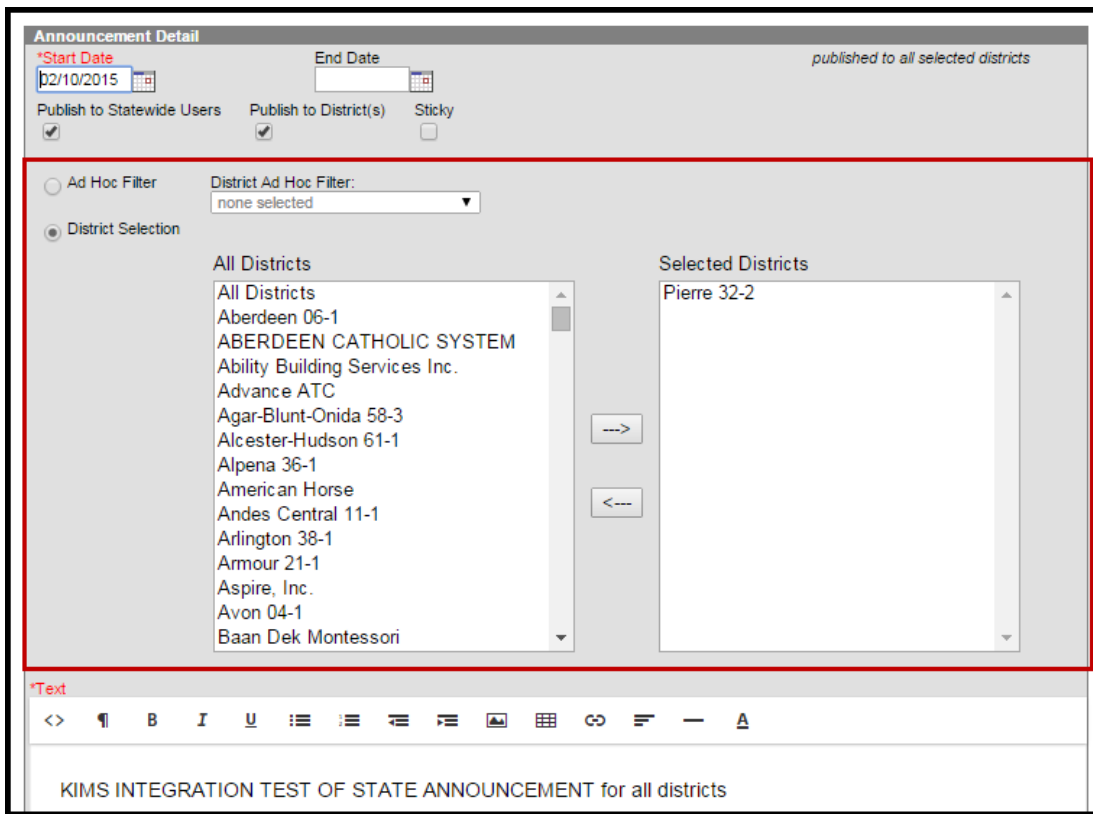 Announcement Detail
*Start Date End Date published to all selected districts
02/10/2015
Publish to Statewide Users Publish to District(s) Sticky
Ad Hoc Filter District Ad Hoc Filter:
none selected
District Selection
All Districts Selected Districts
All Districts Pierre 32-2
Aberdeen 06-1
ABERDEEN CATHOLIC SYSTEM
Ability Building Services Inc.
Advance ATC
Agar-Blunt-Onida 58-3
Alcester-Hudson 61-1
Alpena 36-1
American Horse
Andes Central 11-1
Arlington 38-1
Armour 21-1
Aspire, Inc.
Avon 04-1
Baan Dek Montessori
--->
<---
*Text
<> ¶ B I U A
KIMS INTEGRATION TEST OF STATE ANNOUNCEMENT for all districts